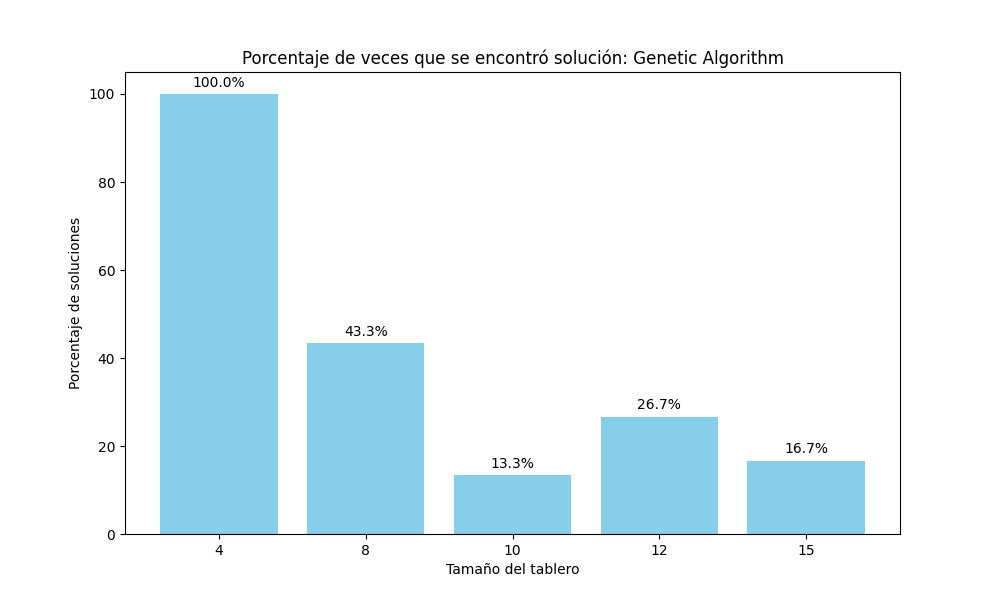 Porcentaje de veces que se encontró solución: Genetic Algorithm
100.0%
43.3%
13.3%
26.7%
16.7%
Porcentaje de soluciones
100
80
60
40
20
0
4 8 10 12 15
Tamaño del tablero